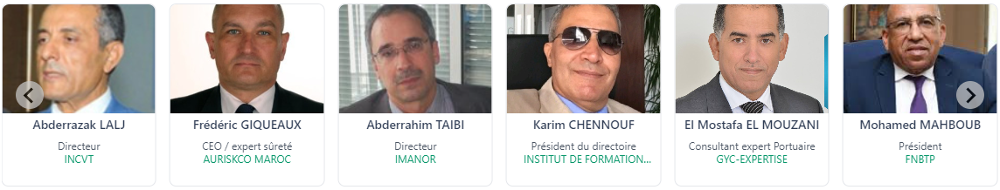 Abderrazak LALJ
Directeur
INCVT
Frédéric GIQUEAUX
CEO / expert sûreté
AURISKCO MAROC
Abderrahim TAIBI
Directeur
IMANOR
Karim CHENNOUF
Président du directoire
INSTITUT DE FORMATION...
El Mostafa EL MOUZANI
Consultant expert Portuaire
GYC-EXPERTISE
Mohamed MAHBOUB
Président
FNBTP